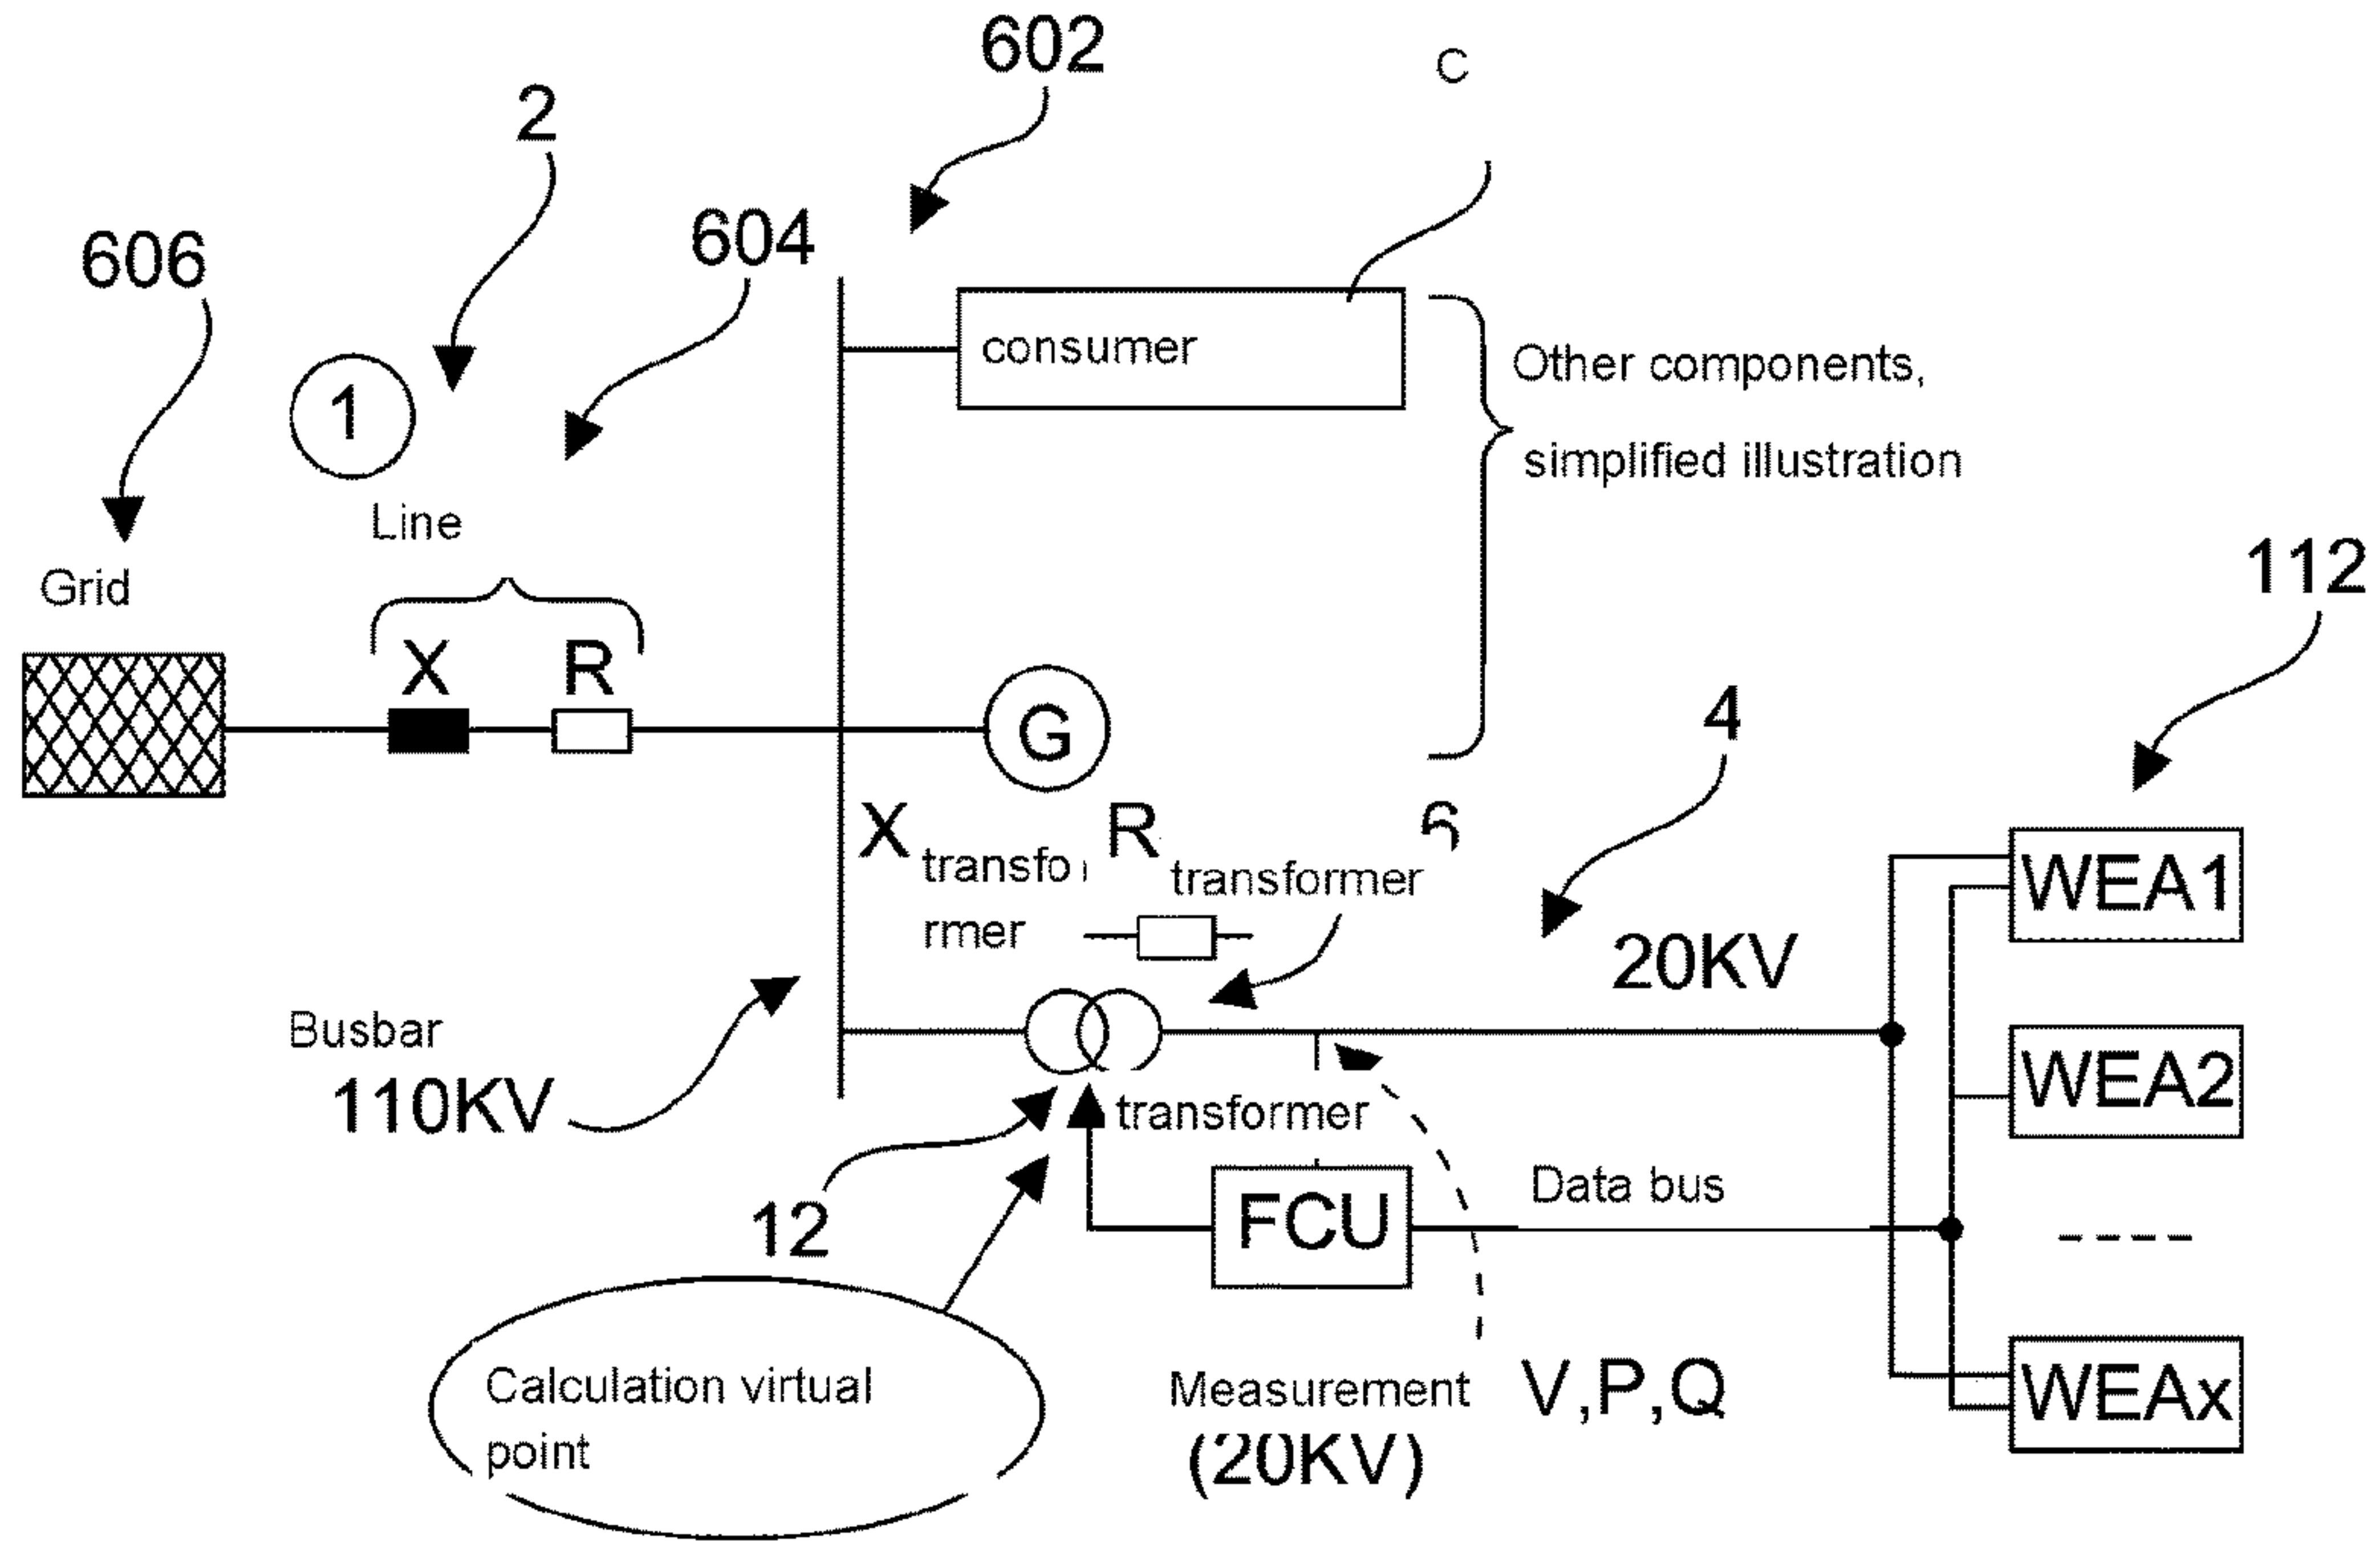 602
C
2
604
606
1
consumer
Other components,
simplified illustration
Line
Grid
112
X
R
G
4
X
R
6
transfo
rmer
transformer
WEA1
20KV
Busbar
110KV
WEA2
transformer
Data bus
12
FCU
Calculation virtual
point
Measurement
(20KV)
V,P,Q
WEAx